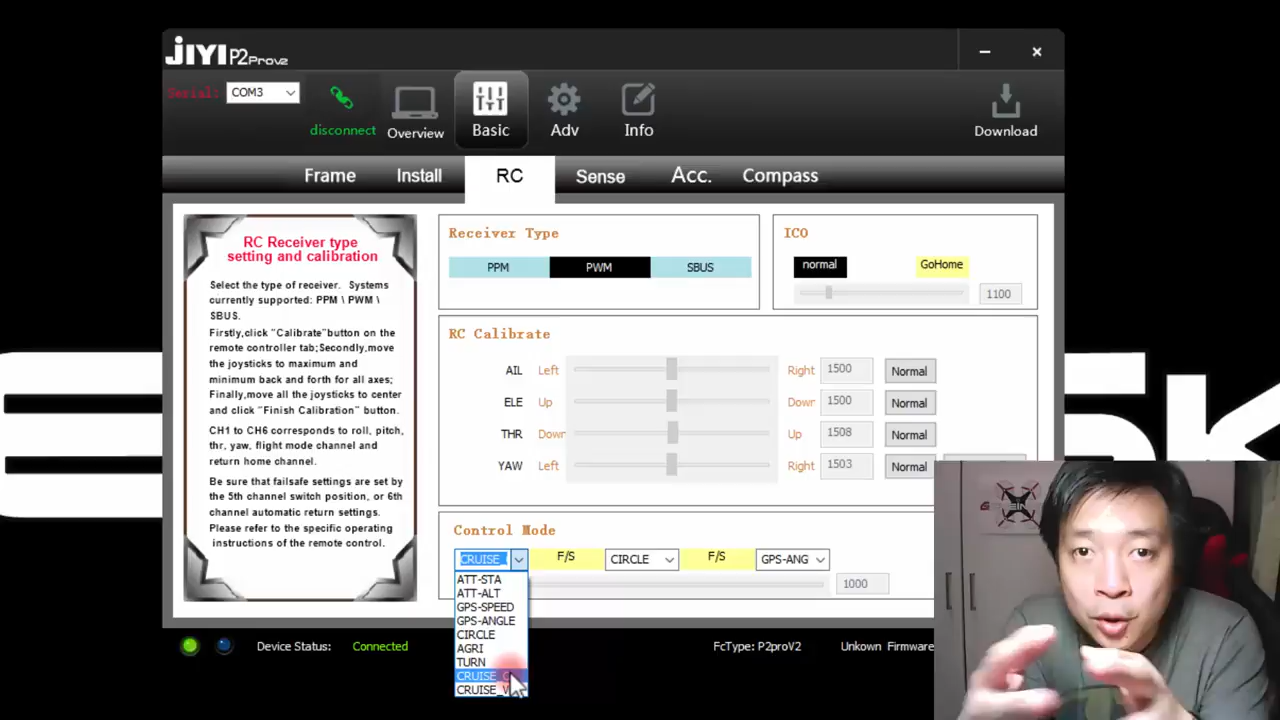 JIYI P2Prov2
Serial: COM3
disconnect
Overview
Basic
Adv
Info
Download
Frame Install RC Sense Acc. Compass
RC Receiver type
setting and calibration
Select the type of receiver. Systems
currently supported: PPM \ PWM \
SBUS.
Firstly,click "Calibrate"button on the
remote controller tab;Secondly,move
the joysticks to maximum and
minimum back and forth for all axes;
Finally,move all the joysticks to center
and click "Finish Calibration" button.
CH1 to CH6 corresponds to roll, pitch,
thr, yaw, flight mode channel and
return home channel.
Be sure that failsafe settings are set by
the 5th channel switch position, or 6th
channel automatic return settings.
Please refer to the specific operating
instructions of the remote control.
Receiver Type
PPM PWM SBUS
ICO
normal GoHome
1100
RC Calibrate
AIL Left Right 1500 Normal
ELE Up Down 1500 Normal
THR Down Up 1508 Normal
YAW Left Right 1503 Normal
Control Mode
CRUISE_ F/S CIRCLE F/S GPS-ANG
1000
ATT-STA
ATT-ALT
GPS-SPEED
GPS-ANGLE
CIRCLE
AGRI
TURN
CRUISE_
CRUISE_
Device Status: Connected
FcType: P2proV2 Unkown Firmware